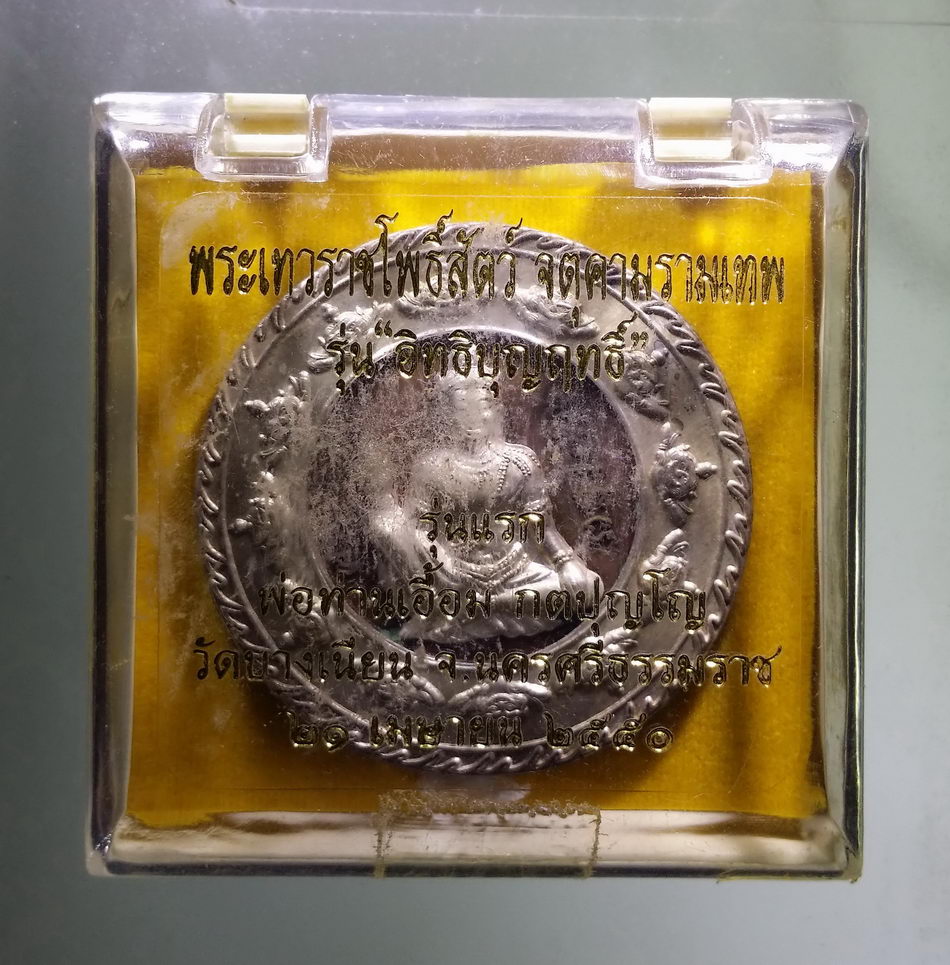 พระเทวราชโพธิ์สัตว์ จตุคามรามเทพ
รุ่น "อิทธิบุญฤทธิ์"
รุ่นแรก
พ่อท่านเอื้อม กตปุญโญ
วัดบางเนียน จ.นครศรีธรรมราช
๒๑ เมษายน ๒๕๕๐